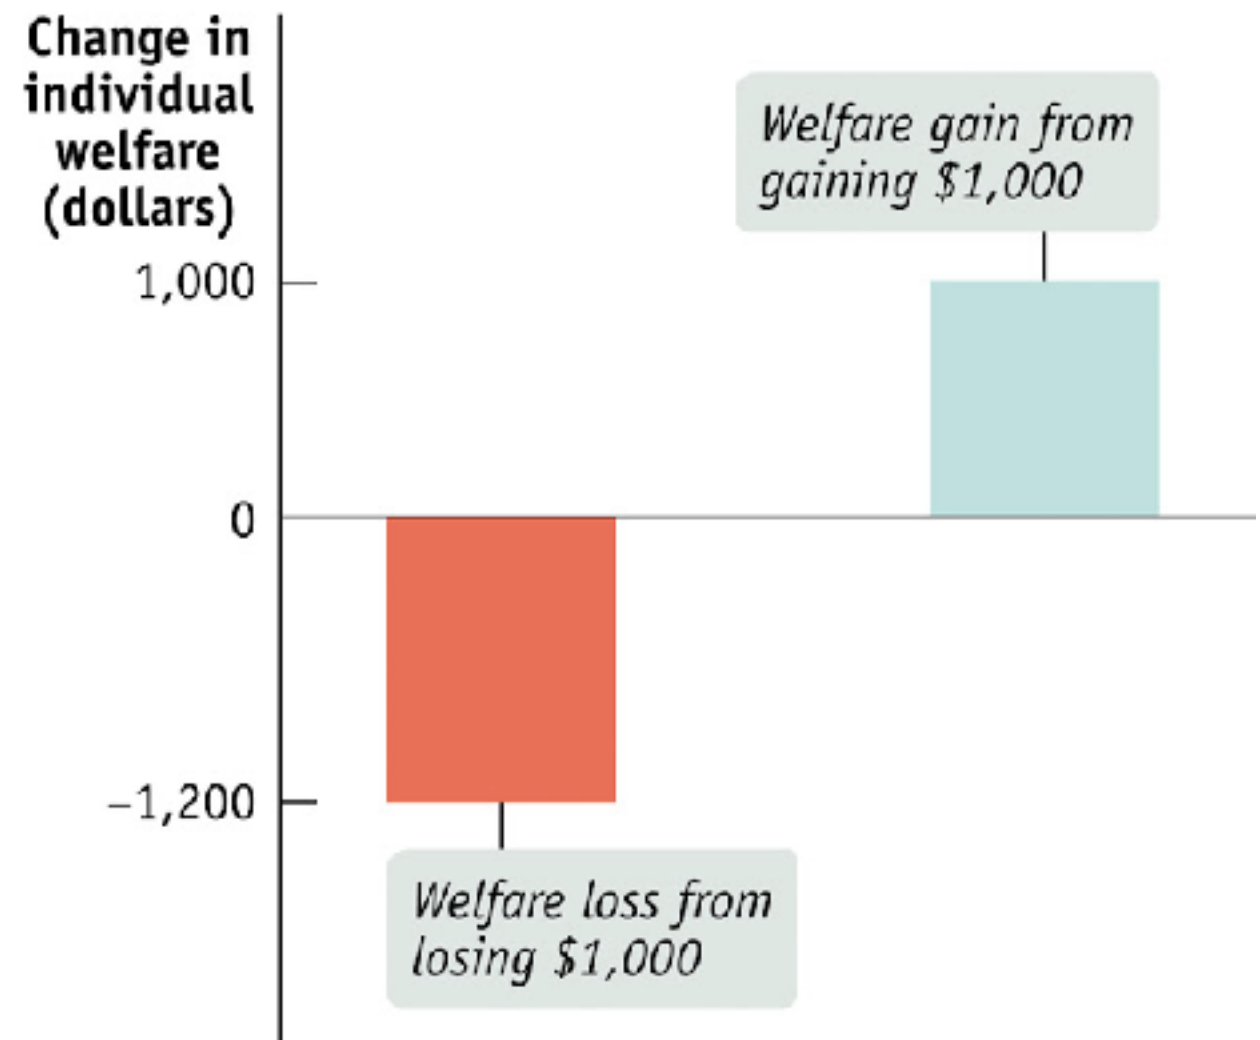 Change in
individual
welfare
(dollars)
Welfare gain from
gaining $1,000
1,000
0
–1,200
Welfare loss from
losing $1,000